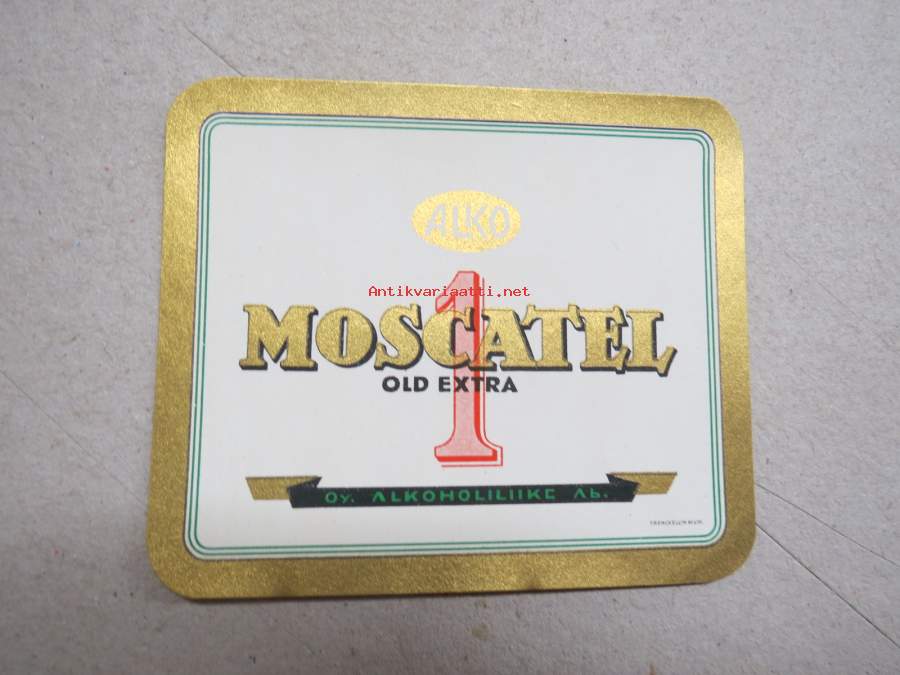 ALKO
1
Antikvariaatti.net
MOSCATEL
OLD EXTRA
Oy. ALKOHOLILIIKE Ab.